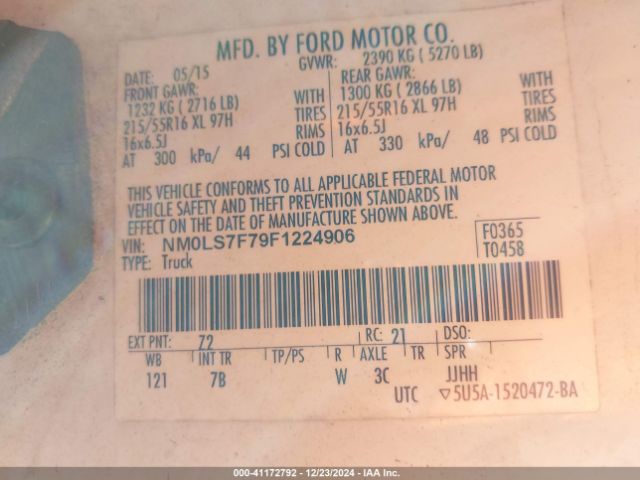 MFD. BY FORD MOTOR CO.
DATE: 05/15 GVWR: 2390 KG ( 5270 LB)
FRONT GAWR: REAR GAWR:
1232 KG ( 2716 LB) WITH 1300 KG ( 2866 LB) WITH
215/55R16 XL 97H TIRES 215/55R16 XL 97H TIRES
16x6.5J RIMS 16x6.5J RIMS
AT 300 kPa/ 44 PSI COLD AT 330 kPa/ 48 PSI COLD
THIS VEHICLE CONFORMS TO ALL APPLICABLE FEDERAL MOTOR
VEHICLE SAFETY AND THEFT PREVENTION STANDARDS IN
EFFECT ON THE DATE OF MANUFACTURE SHOWN ABOVE.
VIN: NM0LS7F79F1224906 F0365
TYPE: Truck T0458
EXT PNT: 72 RC: 21 DSO:
WB INT TR TP/PS R AXLE TR SPR
121 7B W 3C JJHH
UTC ▽5U5A-1520472-BA
000-41172792 - 12/23/2024 - IAA Inc.